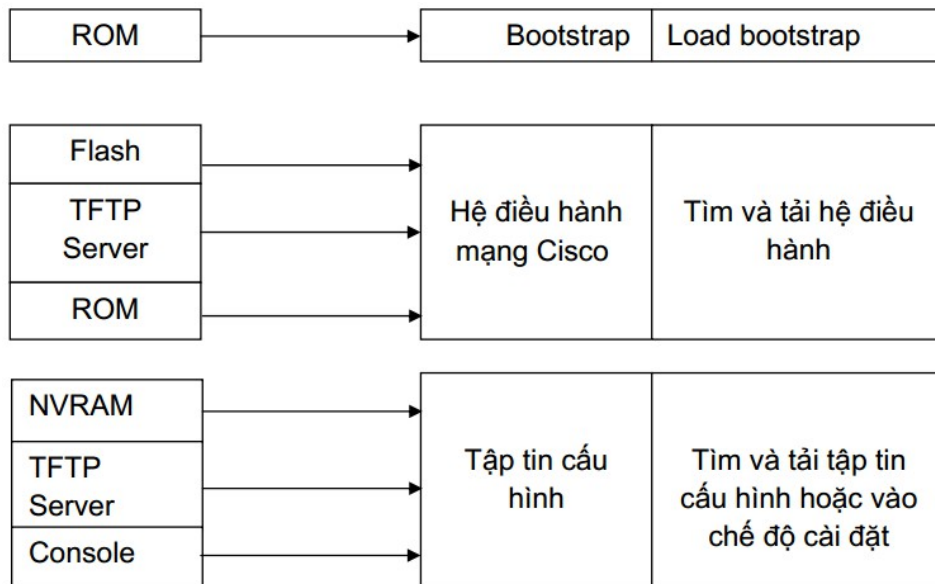 ROM
Bootstrap
Load bootstrap
Flash
TFTP
Server
ROM
Hệ điều hành
mạng Cisco
Tìm và tải hệ điều
hành
NVRAM
TFTP
Server
Console
Tập tin cấu
hình
Tìm và tải tập tin
cấu hình hoặc vào
chế độ cài đặt